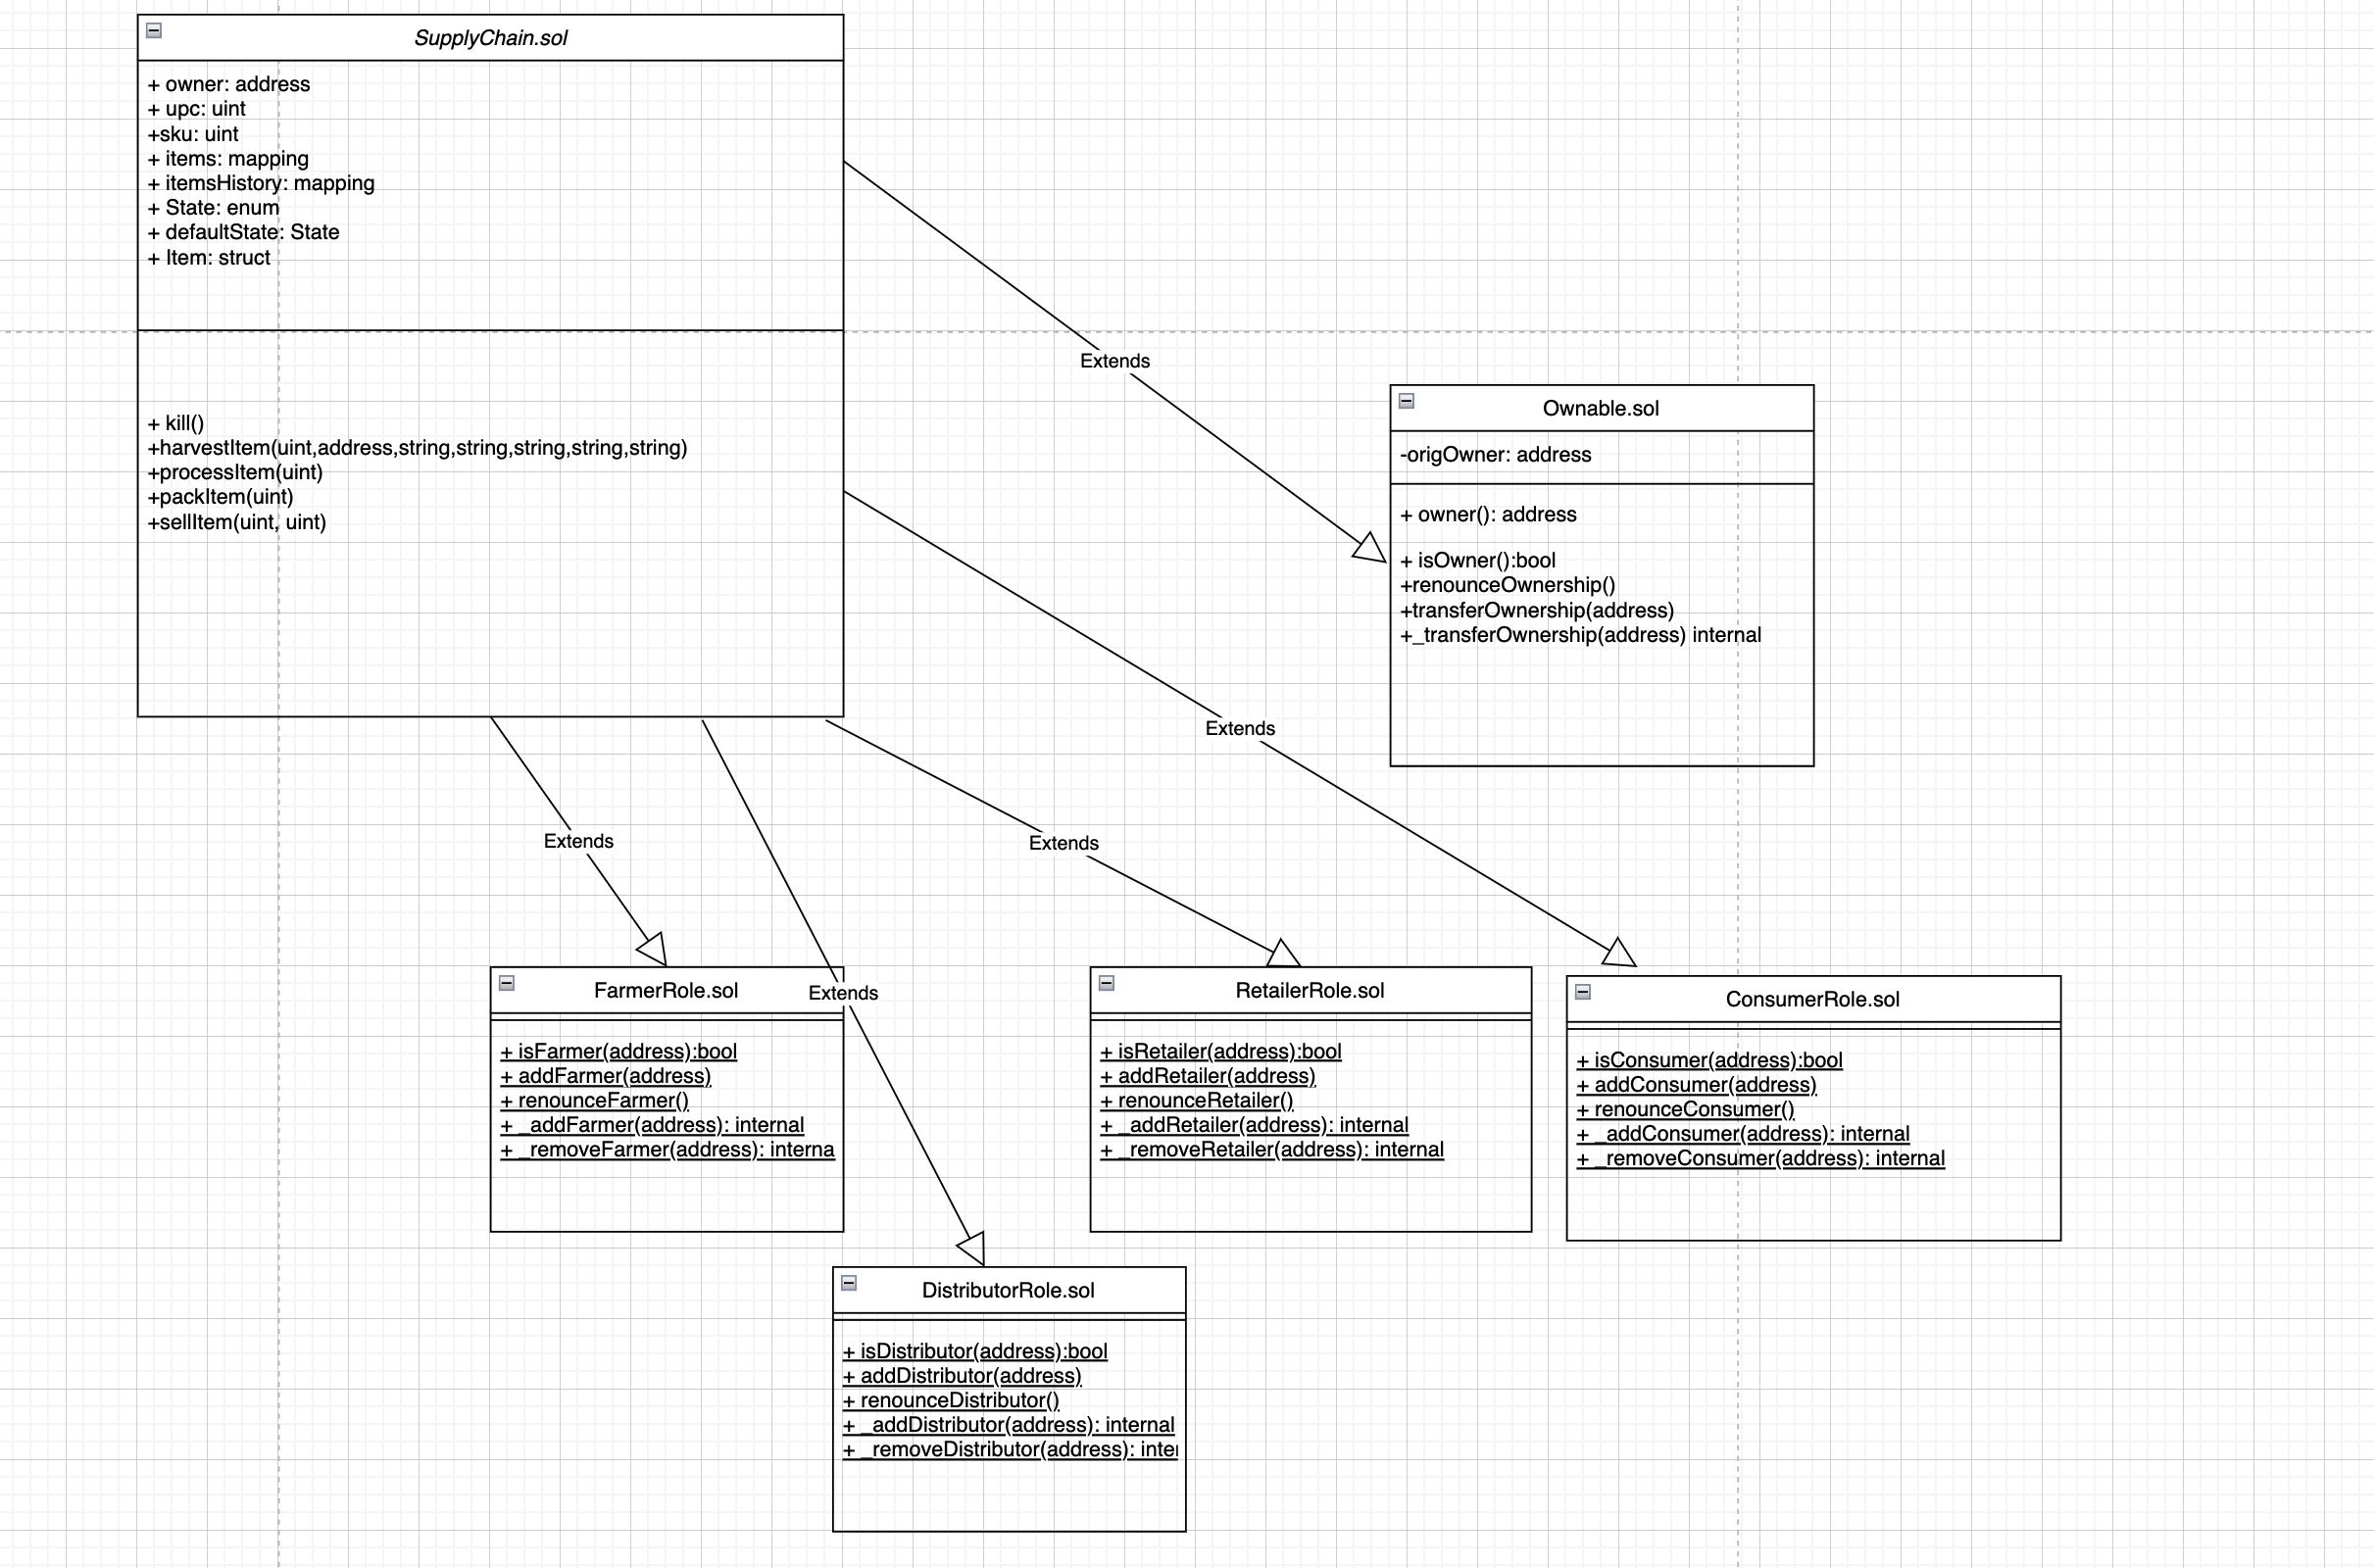 SupplyChain.sol
+ owner: address
+ upc: uint
+sku: uint
+ items: mapping
+ itemsHistory: mapping
+ State: enum
+ defaultState: State
+ Item: struct
+ kill()
+harvestItem(uint,address,string,string,string,string,string)
+processItem(uint)
+packItem(uint)
+sellItem(uint, uint)
Extends
Ownable.sol
-origOwner: address
+ owner(): address
+ isOwner():bool
+renounceOwnership()
+transferOwnership(address)
+_transferOwnership(address) internal
Extends
Extends
Extends
Extends
FarmerRole.sol
+ isFarmer(address):bool
+ addFarmer(address)
+ renounceFarmer()
+ _addFarmer(address): internal
+ _removeFarmer(address): interna
RetailerRole.sol
+ isRetailer(address):bool
+ addRetailer(address)
+ renounceRetailer()
+ _addRetailer(address): internal
+ _removeRetailer(address): internal
ConsumerRole.sol
+ isConsumer(address):bool
+ addConsumer(address)
+ renounceConsumer()
+ _addConsumer(address): internal
+ _removeConsumer(address): internal
DistributorRole.sol
+ isDistributor(address):bool
+ addDistributor(address)
+ renounceDistributor()
+ _addDistributor(address): internal
+ _removeDistributor(address): inter